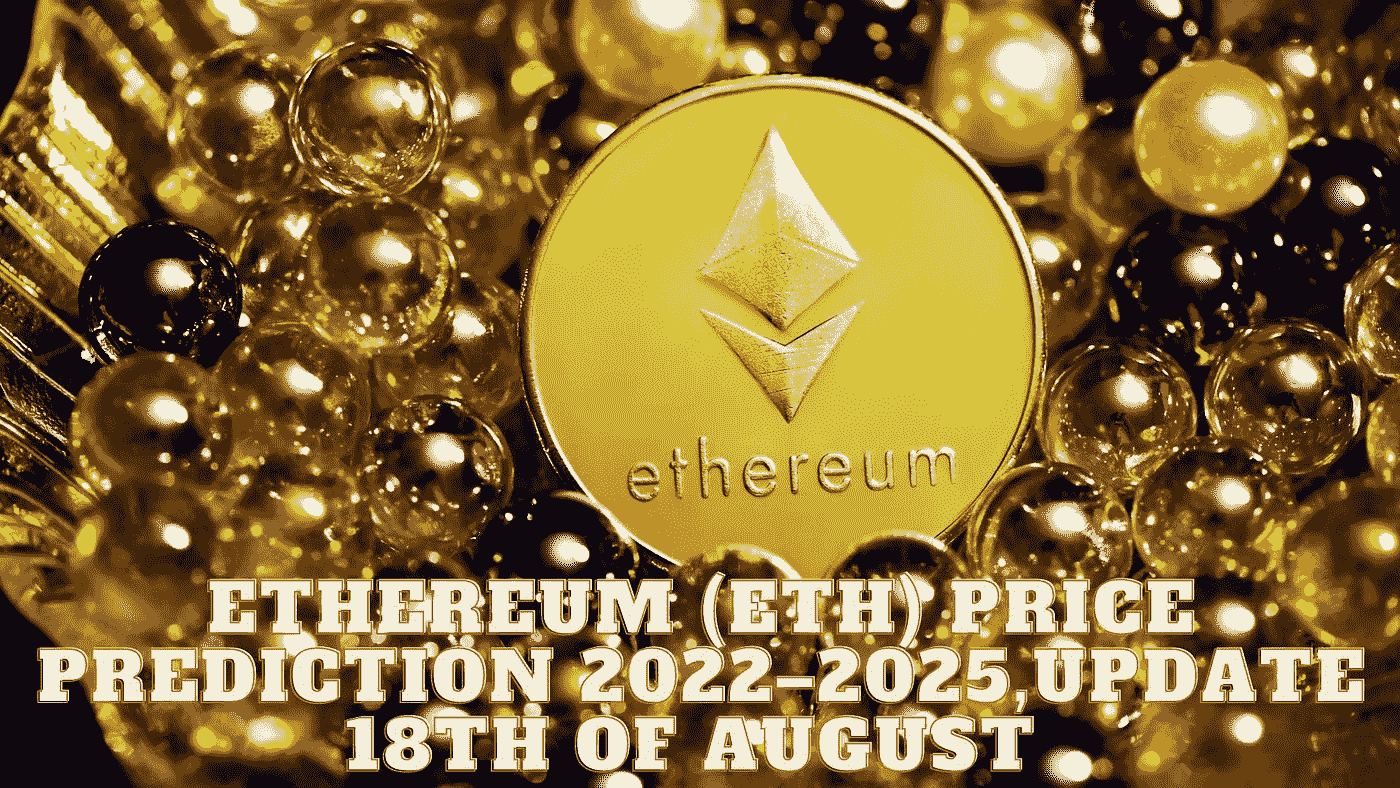 ethereum
ETHEREUM (ETH) PRICE
PREDICTION 2022–2025,UPDATE
18TH OF AUGUST